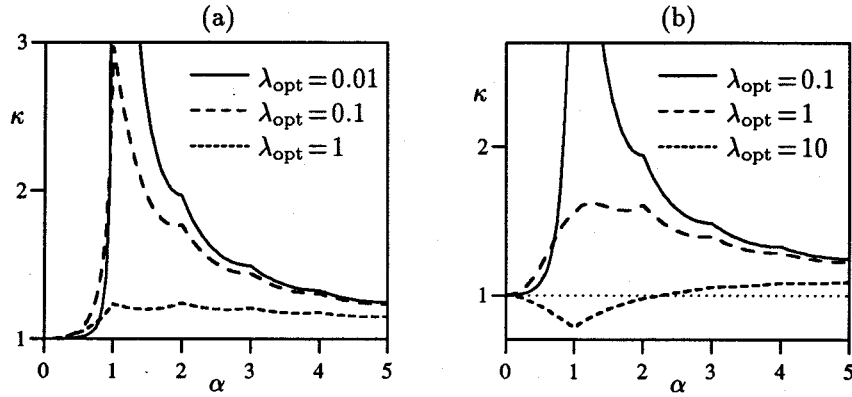 (a)
3
κ
2
1
λopt = 0.01
λopt = 0.1
λopt = 1
0 1 2 3 4 5
α
(b)
κ
2
1
λopt = 0.1
λopt = 1
λopt = 10
0 1 2 3 4 5
α